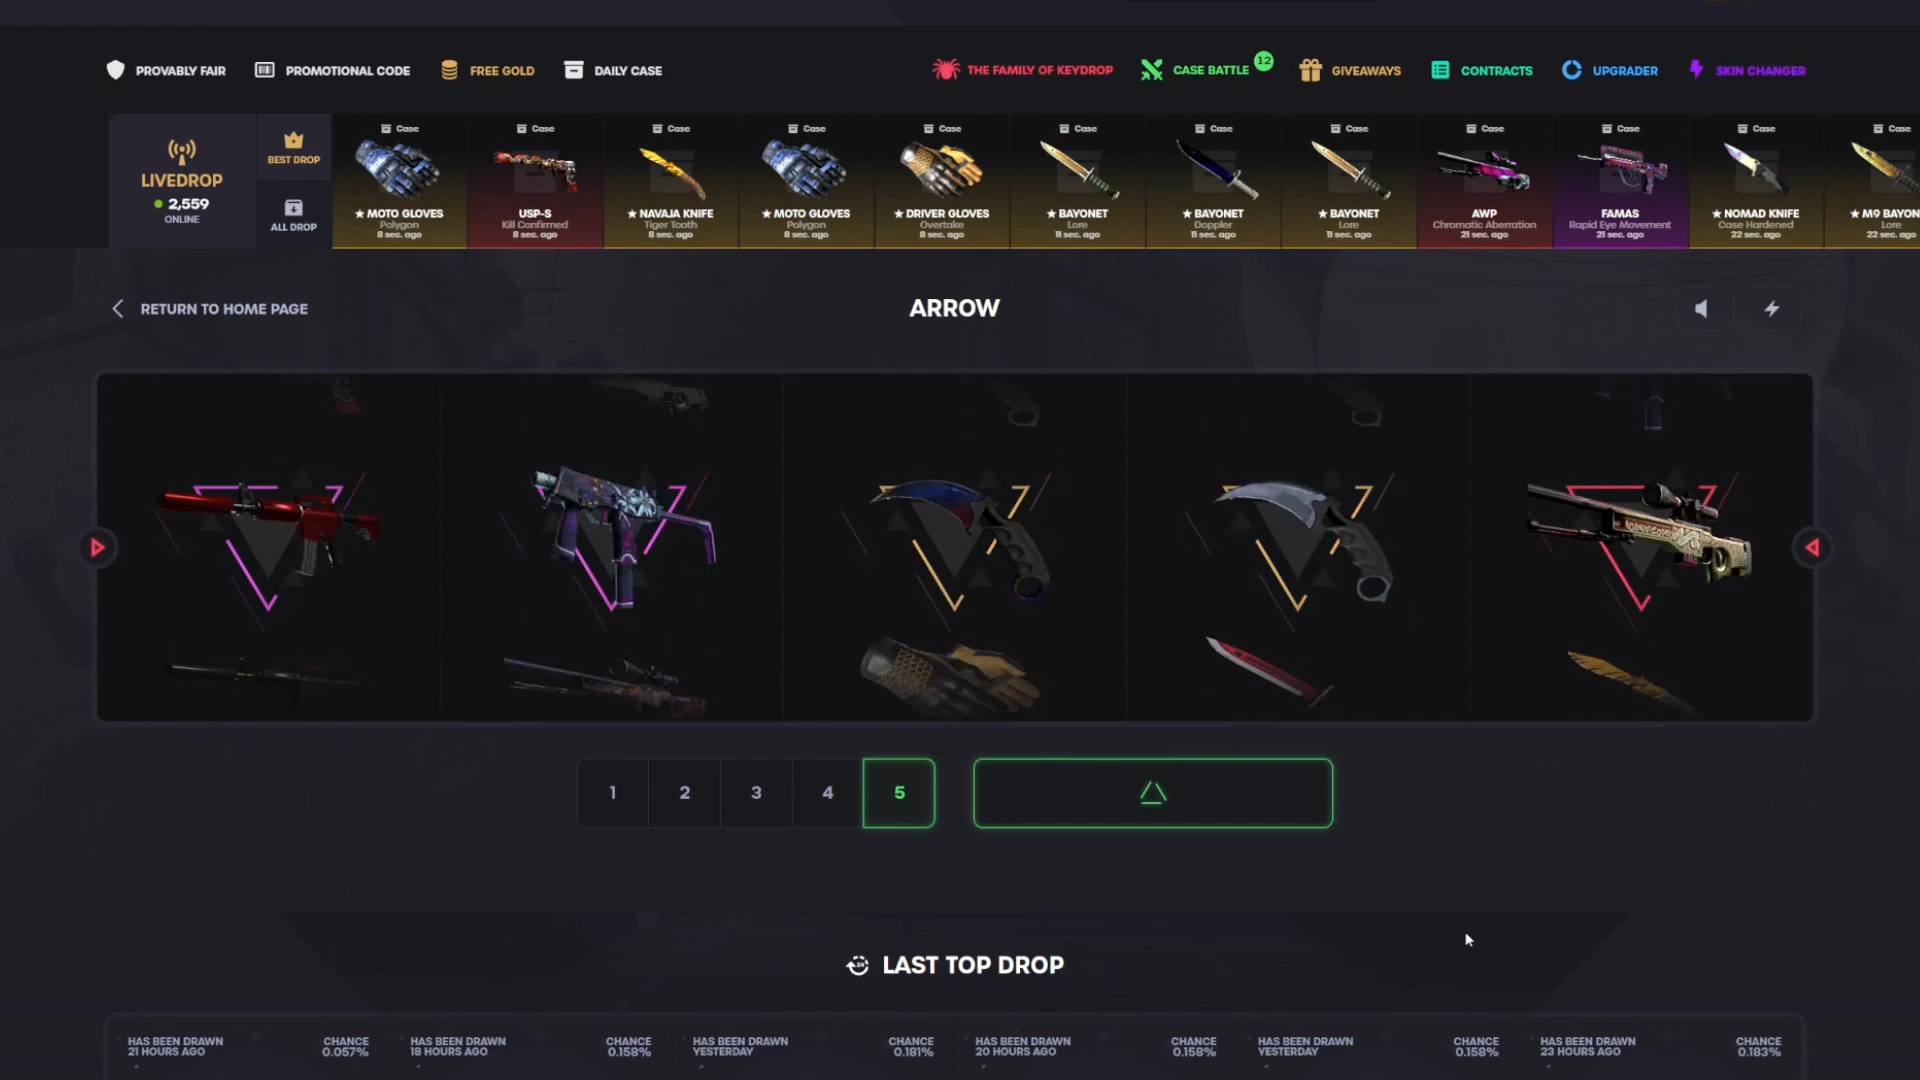 PROVABLY FAIR
PROMOTIONAL CODE
FREE GOLD
DAILY CASE
THE FAMILY OF KEYDROP
CASE BATTLE
12
GIVEAWAYS
CONTRACTS
UPGRADER
SKIN CHANGER
LIVEDROP
2,559
ONLINE
BEST DROP
ALL DROP
Case
★ MOTO GLOVES
Polygon
8 sec. ago
Case
USP-S
Kill Confirmed
8 sec. ago
Case
★ NAVAJA KNIFE
Tiger Tooth
8 sec. ago
Case
★ MOTO GLOVES
Polygon
8 sec. ago
Case
★ DRIVER GLOVES
Overtake
8 sec. ago
Case
★ BAYONET
Lore
11 sec. ago
Case
★ BAYONET
Doppler
11 sec. ago
Case
★ BAYONET
Lore
11 sec. ago
Case
AWP
Chromatic Aberration
21 sec. ago
Case
FAMAS
Rapid Eye Movement
21 sec. ago
Case
★ NOMAD KNIFE
Case Hardened
22 sec. ago
Case
★ M9 BAYON
Lore
22 sec. ago
RETURN TO HOME PAGE
ARROW
1
2
3
4
5
LAST TOP DROP
HAS BEEN DRAWN
21 HOURS AGO
CHANCE
0.057%
HAS BEEN DRAWN
18 HOURS AGO
CHANCE
0.158%
HAS BEEN DRAWN
YESTERDAY
CHANCE
0.181%
HAS BEEN DRAWN
20 HOURS AGO
CHANCE
0.158%
HAS BEEN DRAWN
YESTERDAY
CHANCE
0.158%
HAS BEEN DRAWN
23 HOURS AGO
CHANCE
0.183%